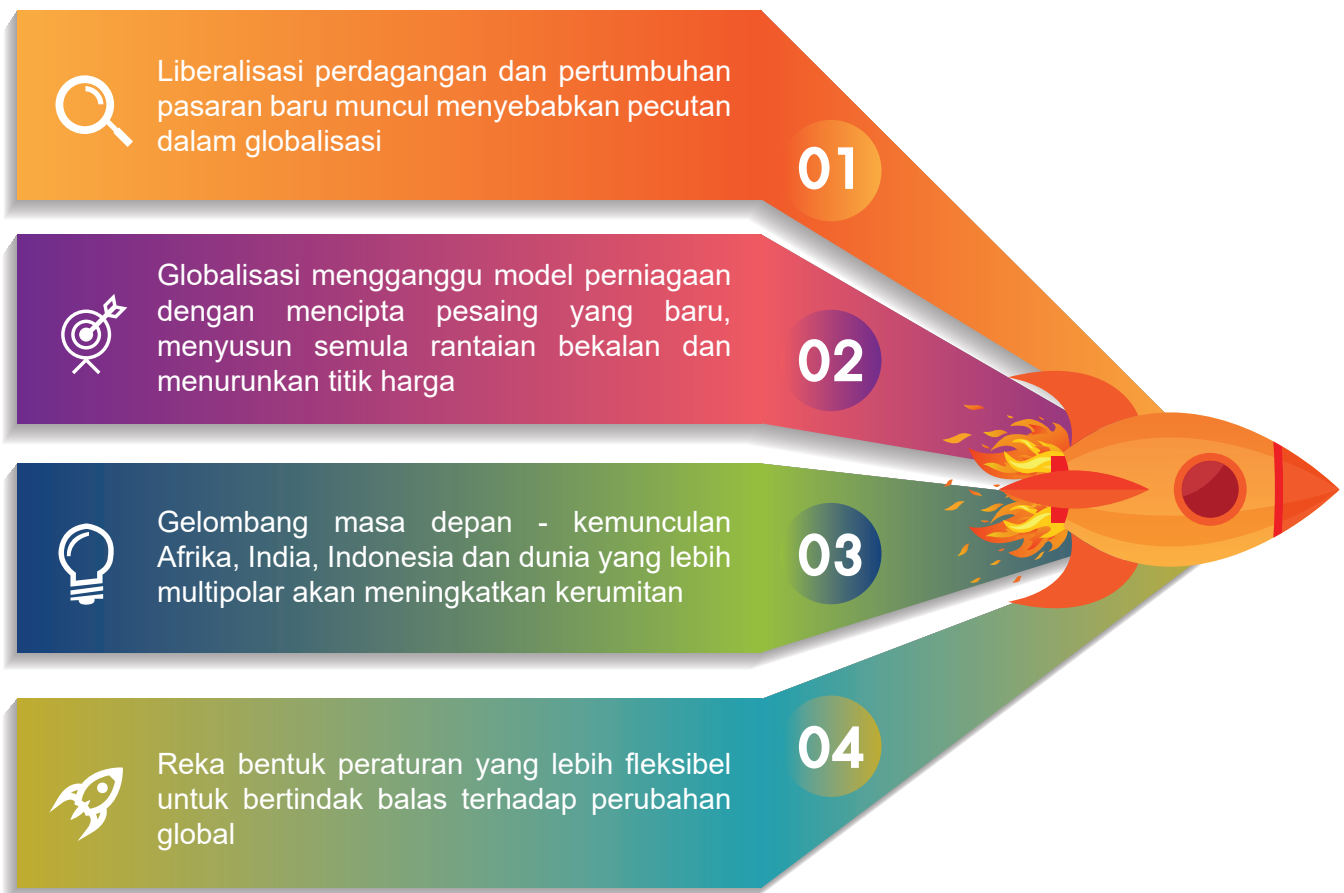 Liberalisasi perdagangan dan pertumbuhan
pasaran baru muncul menyebabkan pecutan
dalam globalisasi
01
Globalisasi mengganggu model perniagaan
dengan mencipta pesaing yang baru,
menyusun semula rantaian bekalan dan
menurunkan titik harga
02
Gelombang masa depan - kemunculan
Afrika, India, Indonesia dan dunia yang lebih
multipolar akan meningkatkan kerumitan
03
Reka bentuk peraturan yang lebih fleksibel
untuk bertindak balas terhadap perubahan
global
04